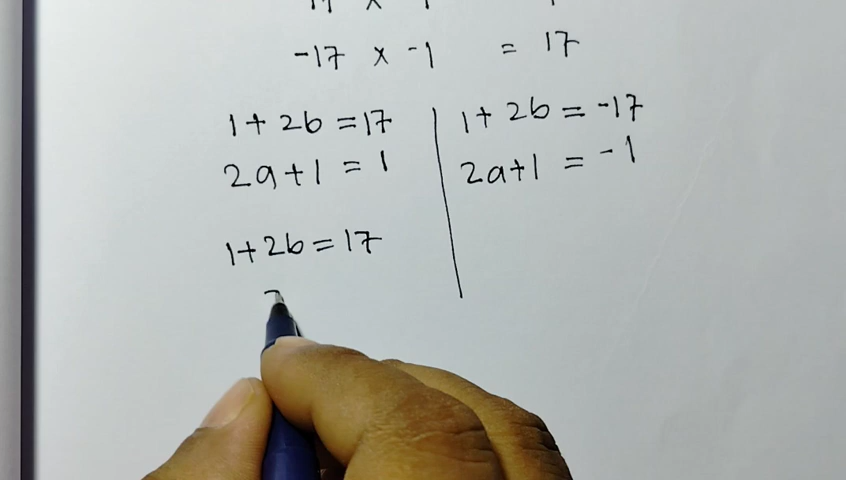 -17 × -1 = 17
1 + 2b = 17
2a + 1 = 1
1 + 2b = 17
1 + 2b = -17
2a + 1 = -1